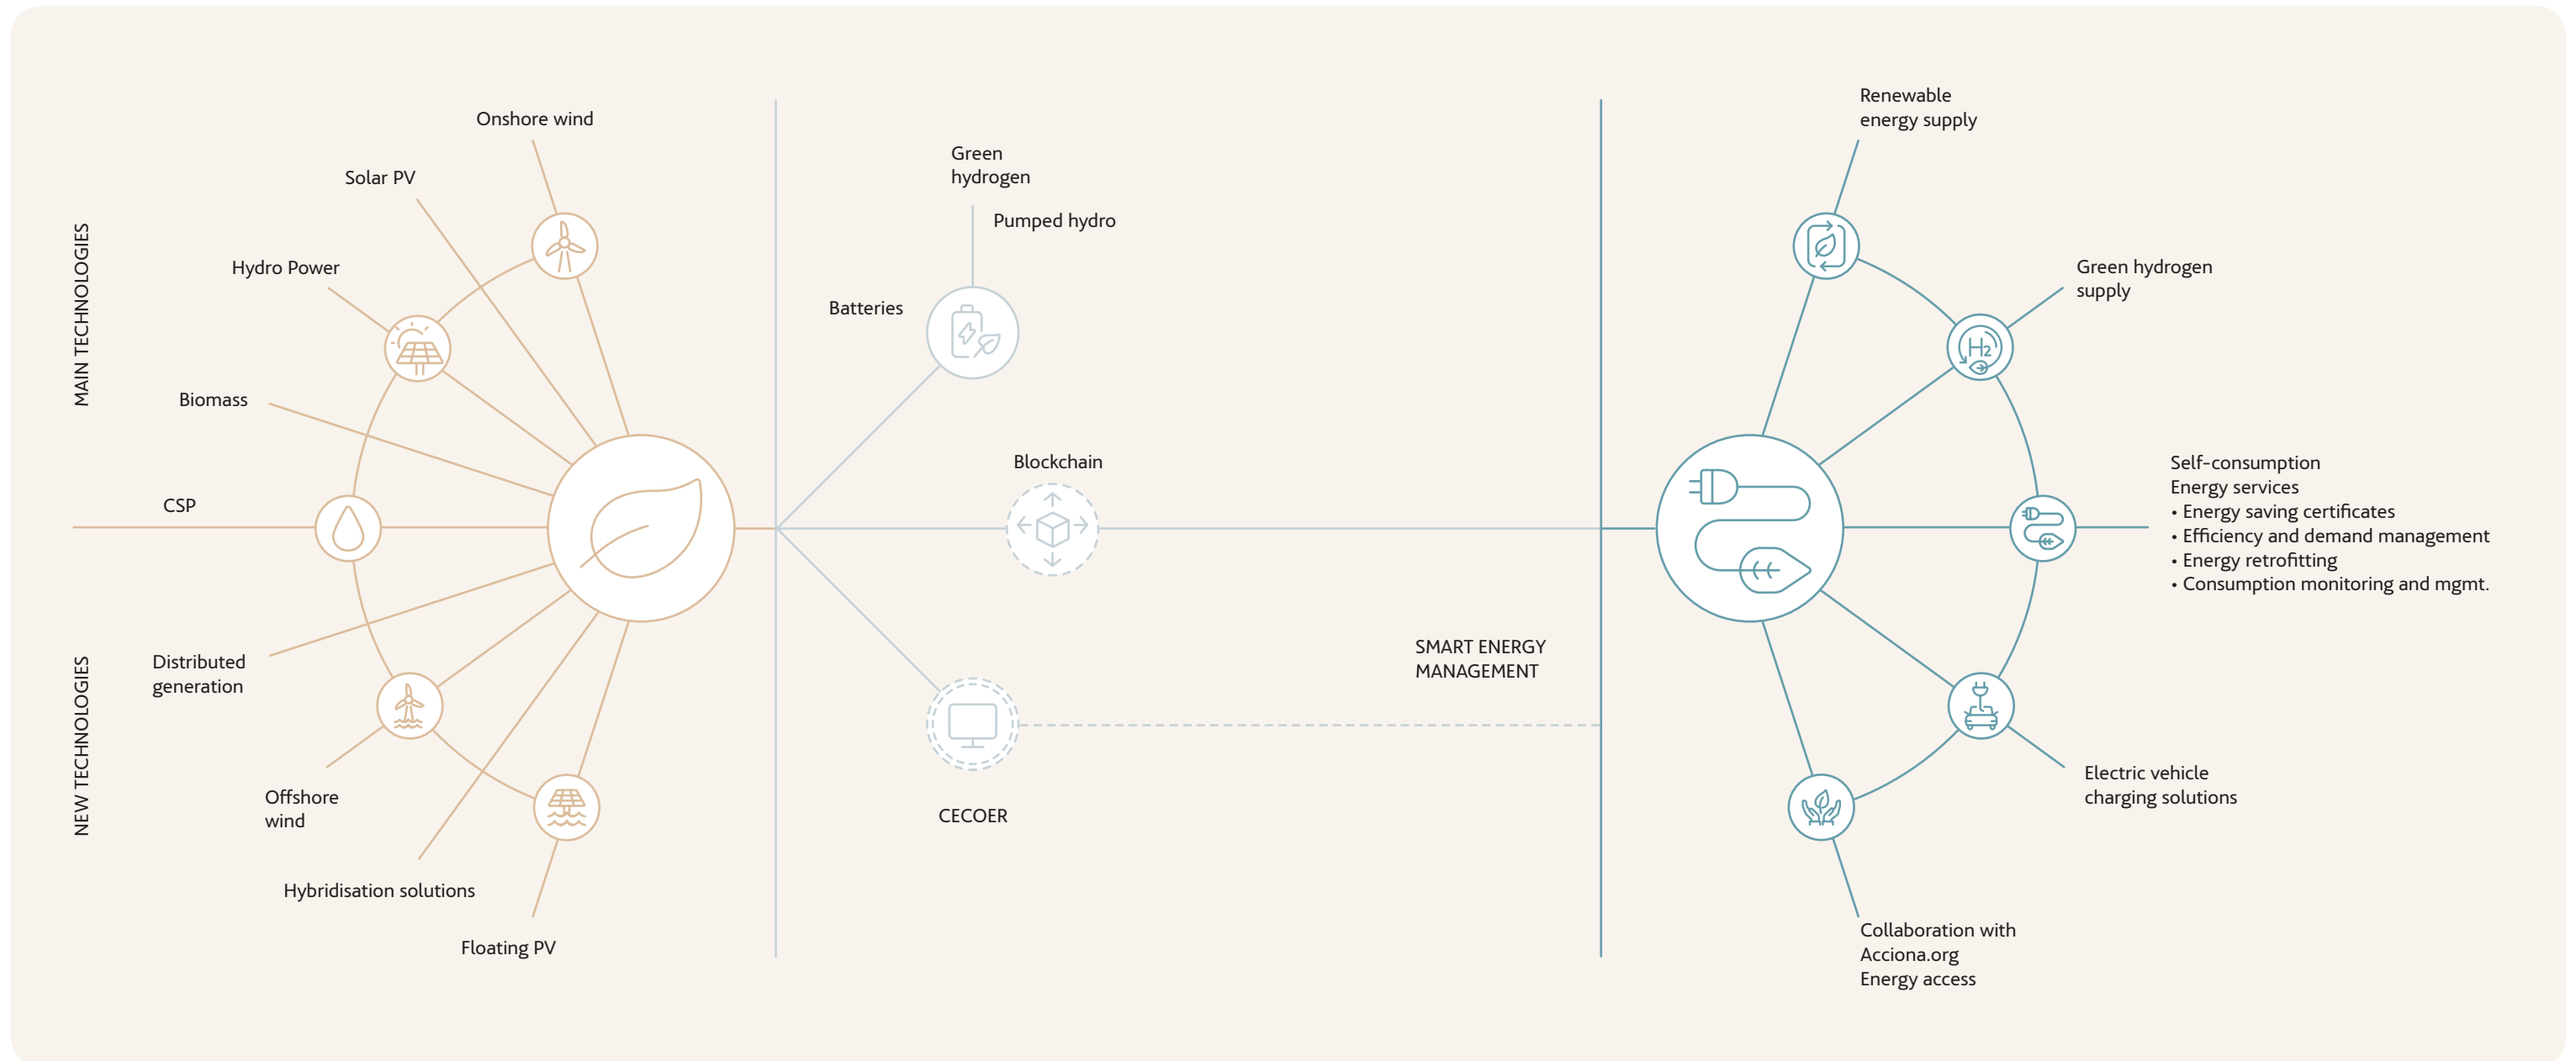 MAIN TECHNOLOGIES
Onshore wind
Solar PV
Hydro Power
Biomass
CSP
NEW TECHNOLOGIES
Distributed
generation
Offshore
wind
Hybridisation solutions
Floating PV
Green
hydrogen
Pumped hydro
Batteries
Blockchain
CECOER
SMART ENERGY
MANAGEMENT
Renewable
energy supply
Green hydrogen
supply
H2
Self-consumption
Energy services
• Energy saving certificates
• Efficiency and demand management
• Energy retrofitting
• Consumption monitoring and mgmt.
Electric vehicle
charging solutions
Collaboration with
Acciona.org
Energy access